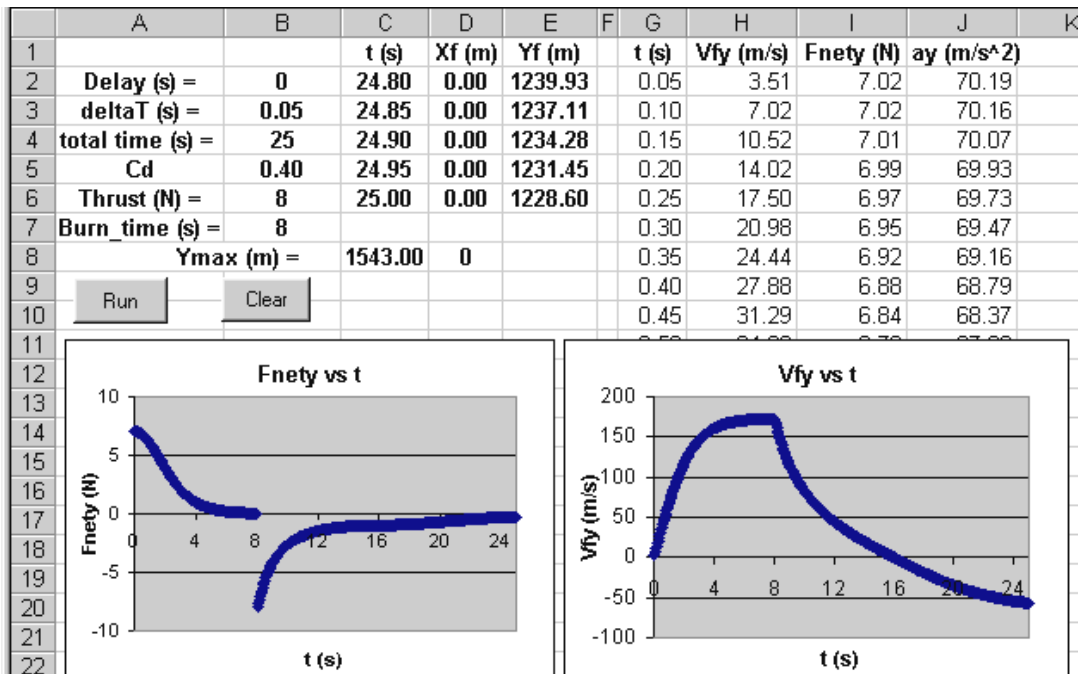 A B C D E F G H I J K
1 t (s) Xf (m) Yf (m) t (s) Vfy (m/s) Fnety (N) ay (m/s^2)
2 Delay (s) = 0 24.80 0.00 1239.93 0.05 3.51 7.02 70.19
3 deltaT (s) = 0.05 24.85 0.00 1237.11 0.10 7.02 7.02 70.16
4 total time (s) = 25 24.90 0.00 1234.28 0.15 10.52 7.01 70.07
5 Cd 0.40 24.95 0.00 1231.45 0.20 14.02 6.99 69.93
6 Thrust (N) = 8 25.00 0.00 1228.60 0.25 17.50 6.97 69.73
7 Burn_time (s) = 8 0.30 20.98 6.95 69.47
8 Ymax (m) = 1543.00 0 0.35 24.44 6.92 69.16
9 0.40 27.88 6.88 68.79
Run Clear
10 0.45 31.29 6.84 68.37
11
12
13
14
15
16
17
18
19
20
21
22
Fnety vs t
10
5
0
-5
-10
Fnety (N)
0 4 8 12 16 20 24
t (s)
Vfy vs t
200
150
100
50
0
-50
-100
Vfy (m/s)
0 4 8 12 16 20 24
t (s)